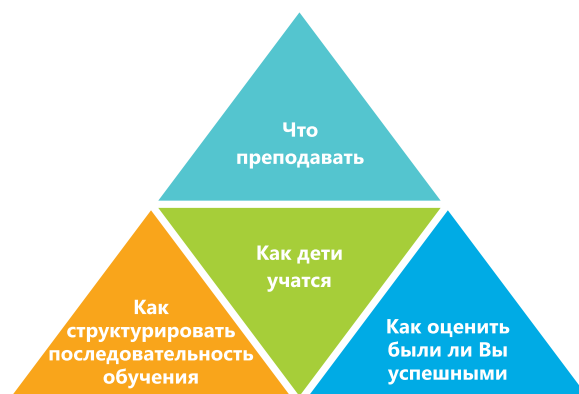 Что
преподавать
Как дети
учатся
Как
структурировать
последовательность
обучения
Как оценить
были ли Вы
успешными